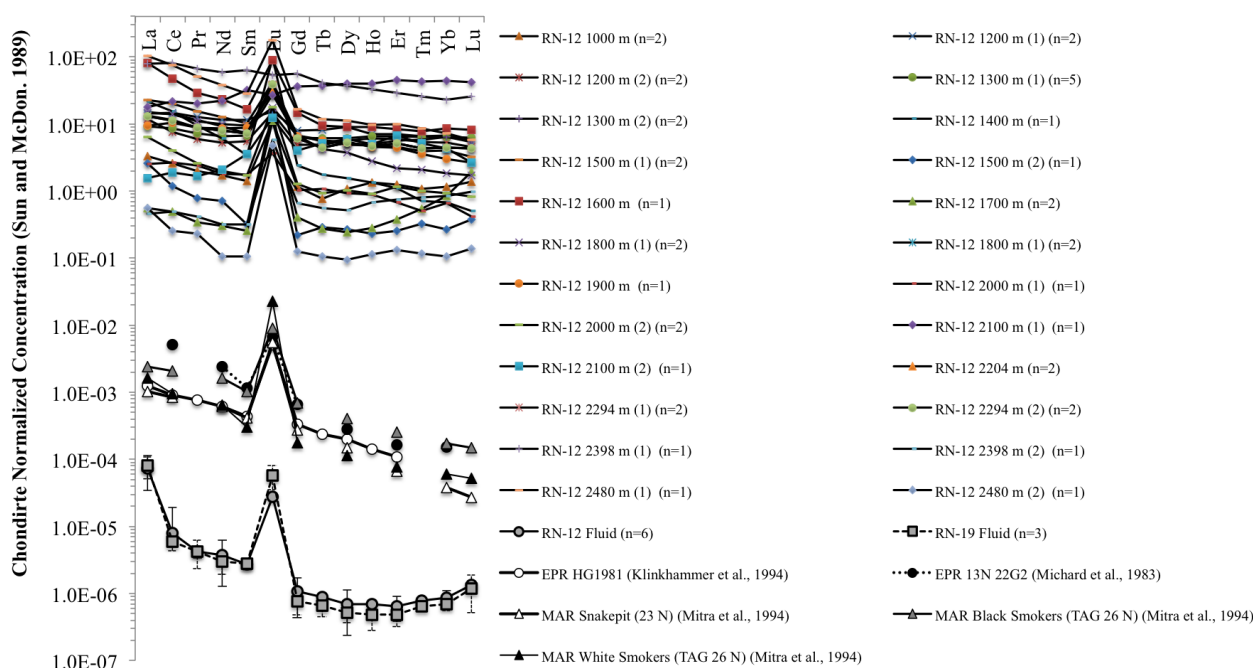 Chondirte Normalized Concentration (Sun and McDon. 1989)
La Ce Pr Nd Sm Eu Gd Tb Dy Ho Er Tm Yb Lu
1.0E+02
1.0E+01
1.0E+00
1.0E-01
1.0E-02
1.0E-03
1.0E-04
1.0E-05
1.0E-06
1.0E-07
RN-12 1000 m (n=2)
RN-12 1200 m (1) (n=2)
RN-12 1200 m (2) (n=2)
RN-12 1300 m (1) (n=5)
RN-12 1300 m (2) (n=2)
RN-12 1400 m (n=1)
RN-12 1500 m (1) (n=2)
RN-12 1500 m (2) (n=1)
RN-12 1600 m (n=1)
RN-12 1700 m (n=2)
RN-12 1800 m (1) (n=2)
RN-12 1800 m (1) (n=2)
RN-12 1900 m (n=1)
RN-12 2000 m (1) (n=1)
RN-12 2000 m (2) (n=2)
RN-12 2100 m (1) (n=1)
RN-12 2100 m (2) (n=1)
RN-12 2204 m (n=2)
RN-12 2294 m (1) (n=2)
RN-12 2294 m (2) (n=2)
RN-12 2398 m (1) (n=1)
RN-12 2398 m (2) (n=1)
RN-12 2480 m (1) (n=1)
RN-12 2480 m (2) (n=1)
RN-12 Fluid (n=6)
RN-19 Fluid (n=3)
EPR HG1981 (Klinkhammer et al., 1994)
EPR 13N 22G2 (Michard et al., 1983)
MAR Snakepit (23 N) (Mitra et al., 1994)
MAR Black Smokers (TAG 26 N) (Mitra et al., 1994)
MAR White Smokers (TAG 26 N) (Mitra et al., 1994)